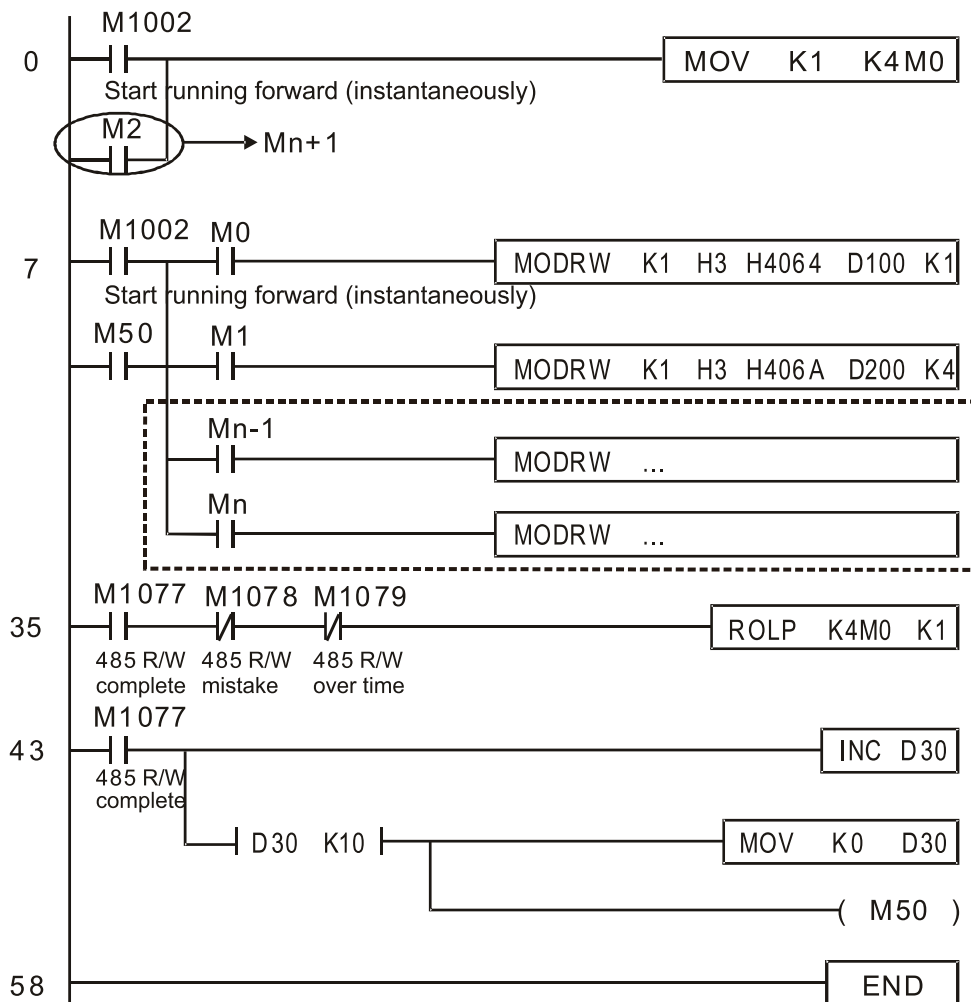 M1002
0 MOV K1 K4M0
Start running forward (instantaneously)
M2
Mn+1
M1002 M0
7 MODRW K1 H3 H4064 D100 K1
Start running forward (instantaneously)
M50 M1
MODRW K1 H3 H406A D200 K4
Mn-1
MODRW ...
Mn
MODRW ...
M1077 M1078 M1079
35 ROLP K4M0 K1
485 R/W 485 R/W 485 R/W
complete mistake over time
M1077
43 INC D30
485 R/W
complete
D30 K10 MOV K0 D30
( M50 )
58 END